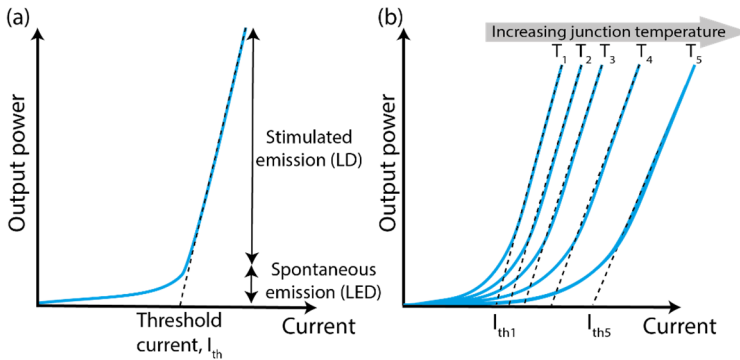 (a)
Output power
Stimulated
emission (LD)
Spontaneous
emission (LED)
Threshold
current, Ith
Current
(b)
Increasing junction temperature
T1 T2 T3 T4 T5
Output power
Ith1
Ith5
Current